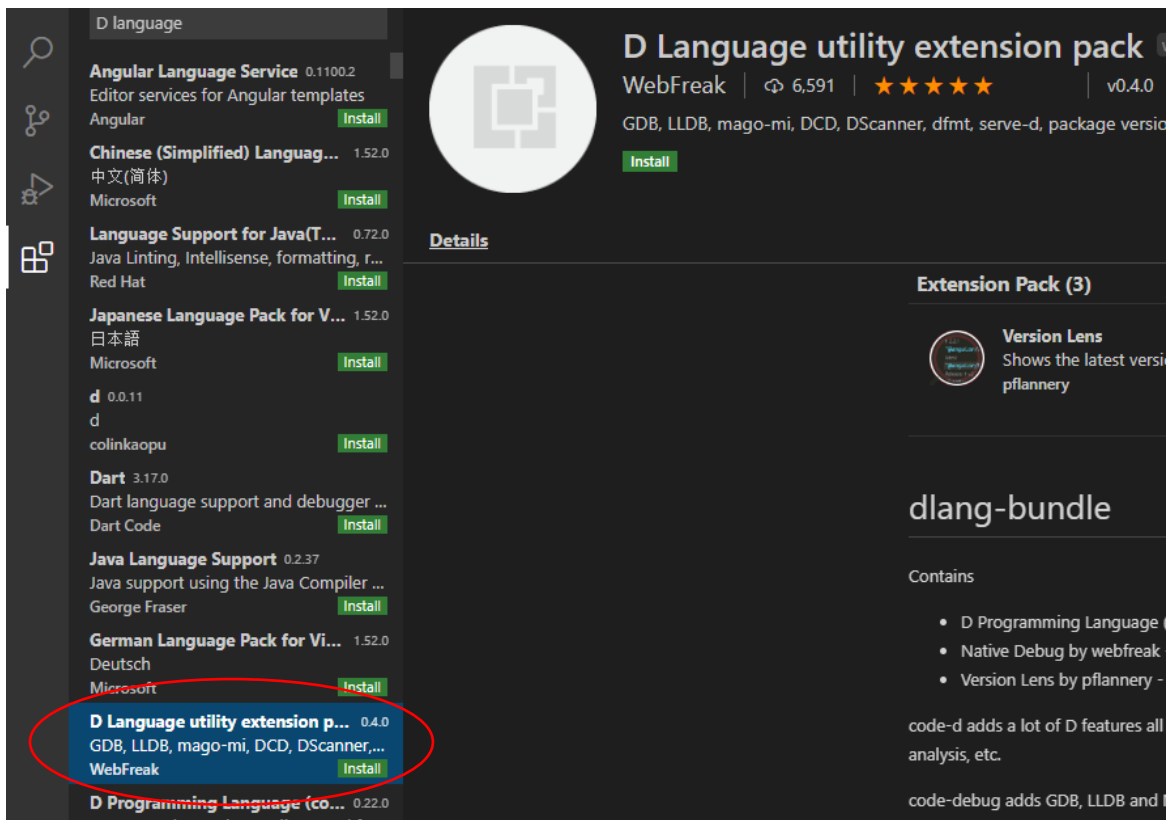 D language
Angular Language Service 0.1100.2
Editor services for Angular templates
Angular Install
Chinese (Simplified) Languag... 1.52.0
中文(简体)
Microsoft Install
Language Support for Java(T... 0.72.0
Java Linting, Intellisense, formatting, r...
Red Hat Install
Japanese Language Pack for V... 1.52.0
日本語
Microsoft Install
d 0.0.11
d
colinkaopu Install
Dart 3.17.0
Dart language support and debugger ...
Dart Code Install
Java Language Support 0.2.37
Java support using the Java Compiler ...
George Fraser Install
German Language Pack for Vi... 1.52.0
Deutsch
Microsoft Install
D Language utility extension p... 0.4.0
GDB, LLDB, mago-mi, DCD, DScanner,...
WebFreak Install
D Programming Language (co... 0.22.0
D Language utility extension pack
WebFreak 6,591 v0.4.0
GDB, LLDB, mago-mi, DCD, DScanner, dfmt, serve-d, package versio
Install
Details
Extension Pack (3)
Version Lens
Shows the latest versi
pflannery
dlang-bundle
Contains
• D Programming Language (
• Native Debug by webfreak -
• Version Lens by pflannery -
code-d adds a lot of D features all
analysis, etc.
code-debug adds GDB, LLDB and